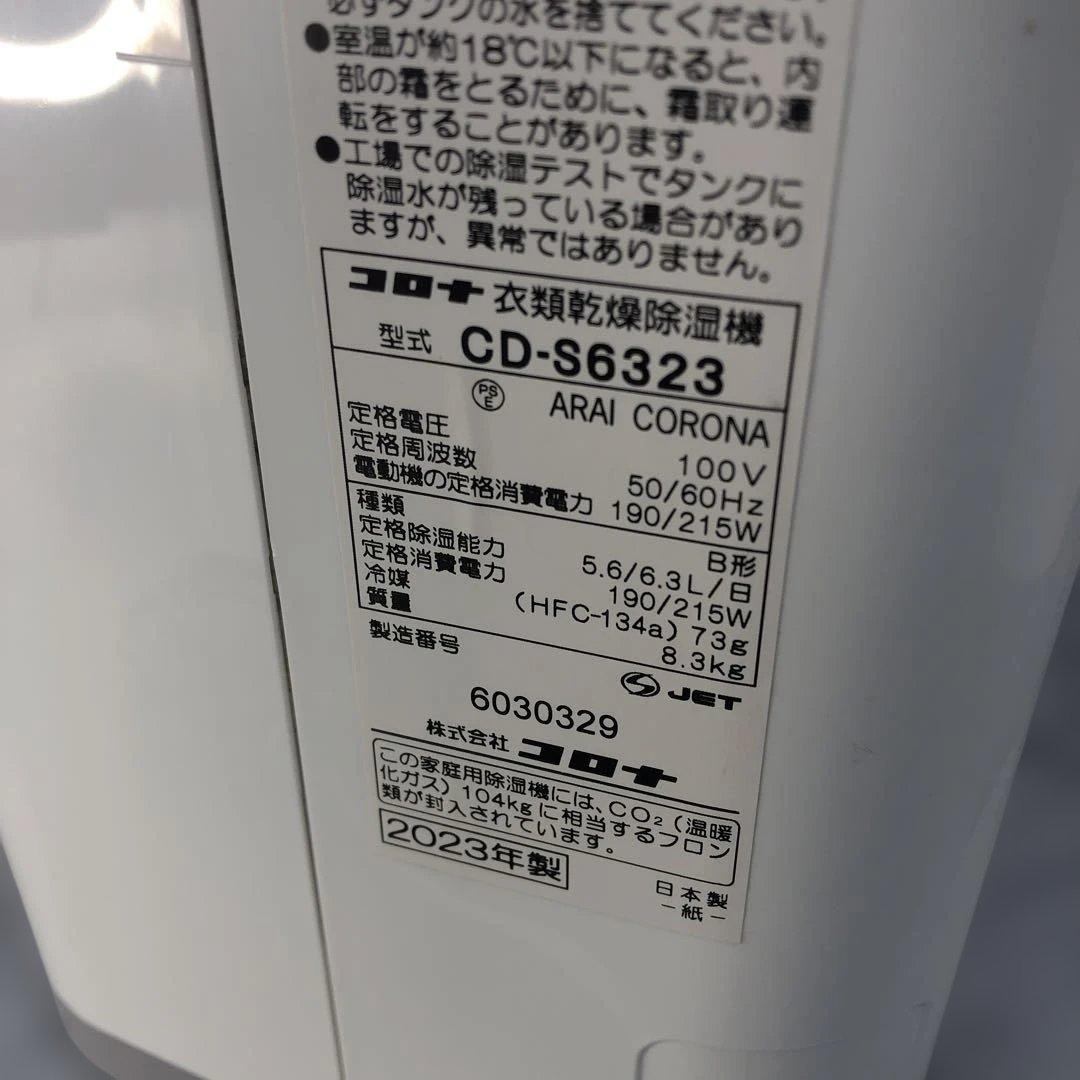 必ずタンクの水を捨ててください。
●室温が約18℃以下になると、内
部の霜をとるために、霜取り運
転をすることがあります。
●工場での除湿テストでタンクに
除湿水が残っている場合があり
ますが、異常ではありません。
コロナ 衣類乾燥除湿機
型式 CD-S6323
PSE ARAI CORONA
定格電圧 100V
定格周波数 50/60Hz
電動機の定格消費電力 190/215W
種類 B形
定格除湿能力 5.6/6.3L/日
定格消費電力 190/215W
冷媒 (HFC-134a) 73g
質量 8.3kg
製造番号
JET
6030329
株式会社 コロナ
この家庭用除湿機には、CO₂(温暖
化ガス)104kgに相当するフロン
類が封入されています。
2023年製
日本製
-紙-